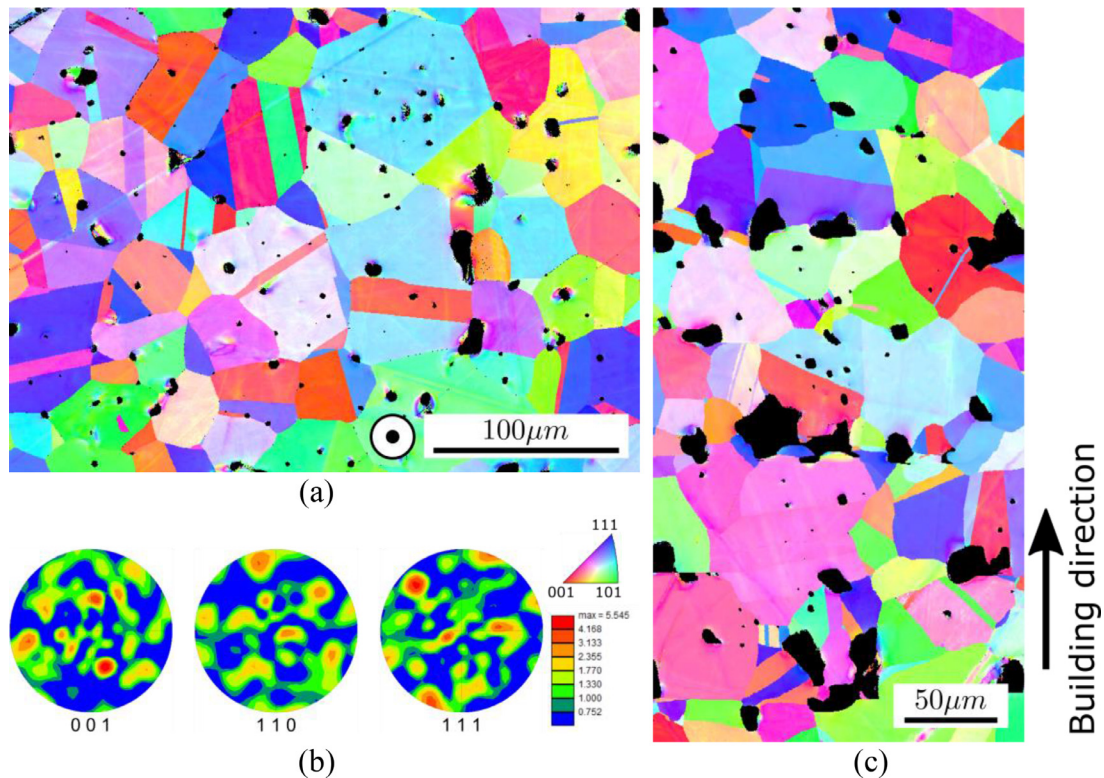 100μm
(a)
111
001 101
max = 5.545
4.168
3.133
2.355
1.770
1.330
1.000
0.752
0 0 1
1 1 0
1 1 1
(b)
50μm
(c)
Building direction